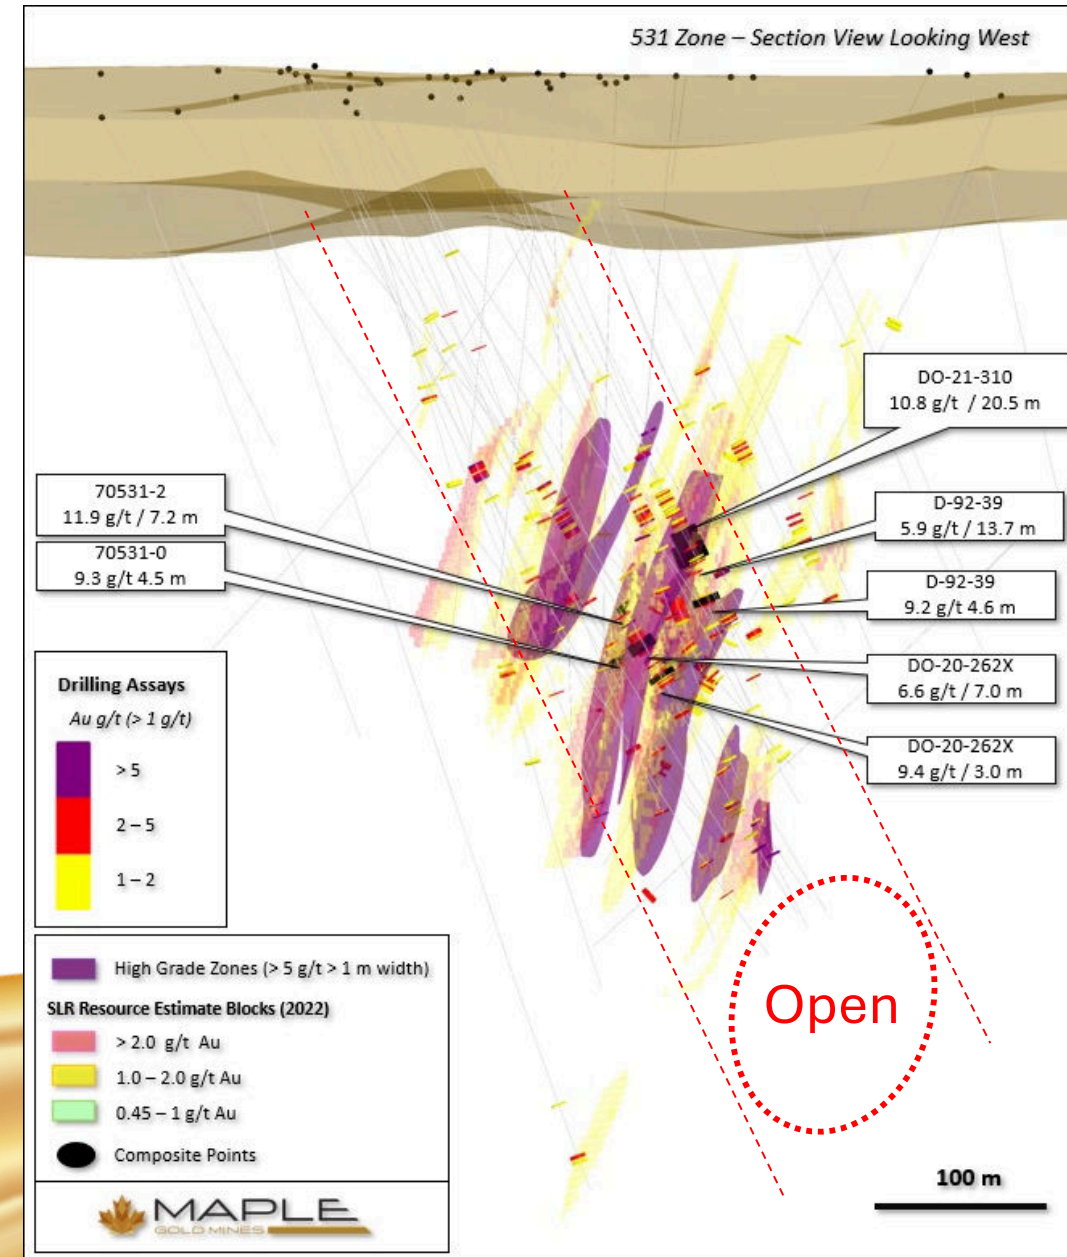 531 Zone – Section View Looking West
DO-21-310
10.8 g/t / 20.5 m
70531-2
11.9 g/t / 7.2 m
D-92-39
5.9 g/t / 13.7 m
70531-0
9.3 g/t 4.5 m
D-92-39
9.2 g/t 4.6 m
DO-20-262X
6.6 g/t / 7.0 m
DO-20-262X
9.4 g/t / 3.0 m
Drilling Assays
Au g/t (> 1 g/t)
> 5
2 – 5
1 – 2
High Grade Zones (> 5 g/t > 1 m width)
SLR Resource Estimate Blocks (2022)
> 2.0 g/t Au
1.0 – 2.0 g/t Au
0.45 – 1 g/t Au
Composite Points
Open
100 m
MAPLE
GOLD MINES